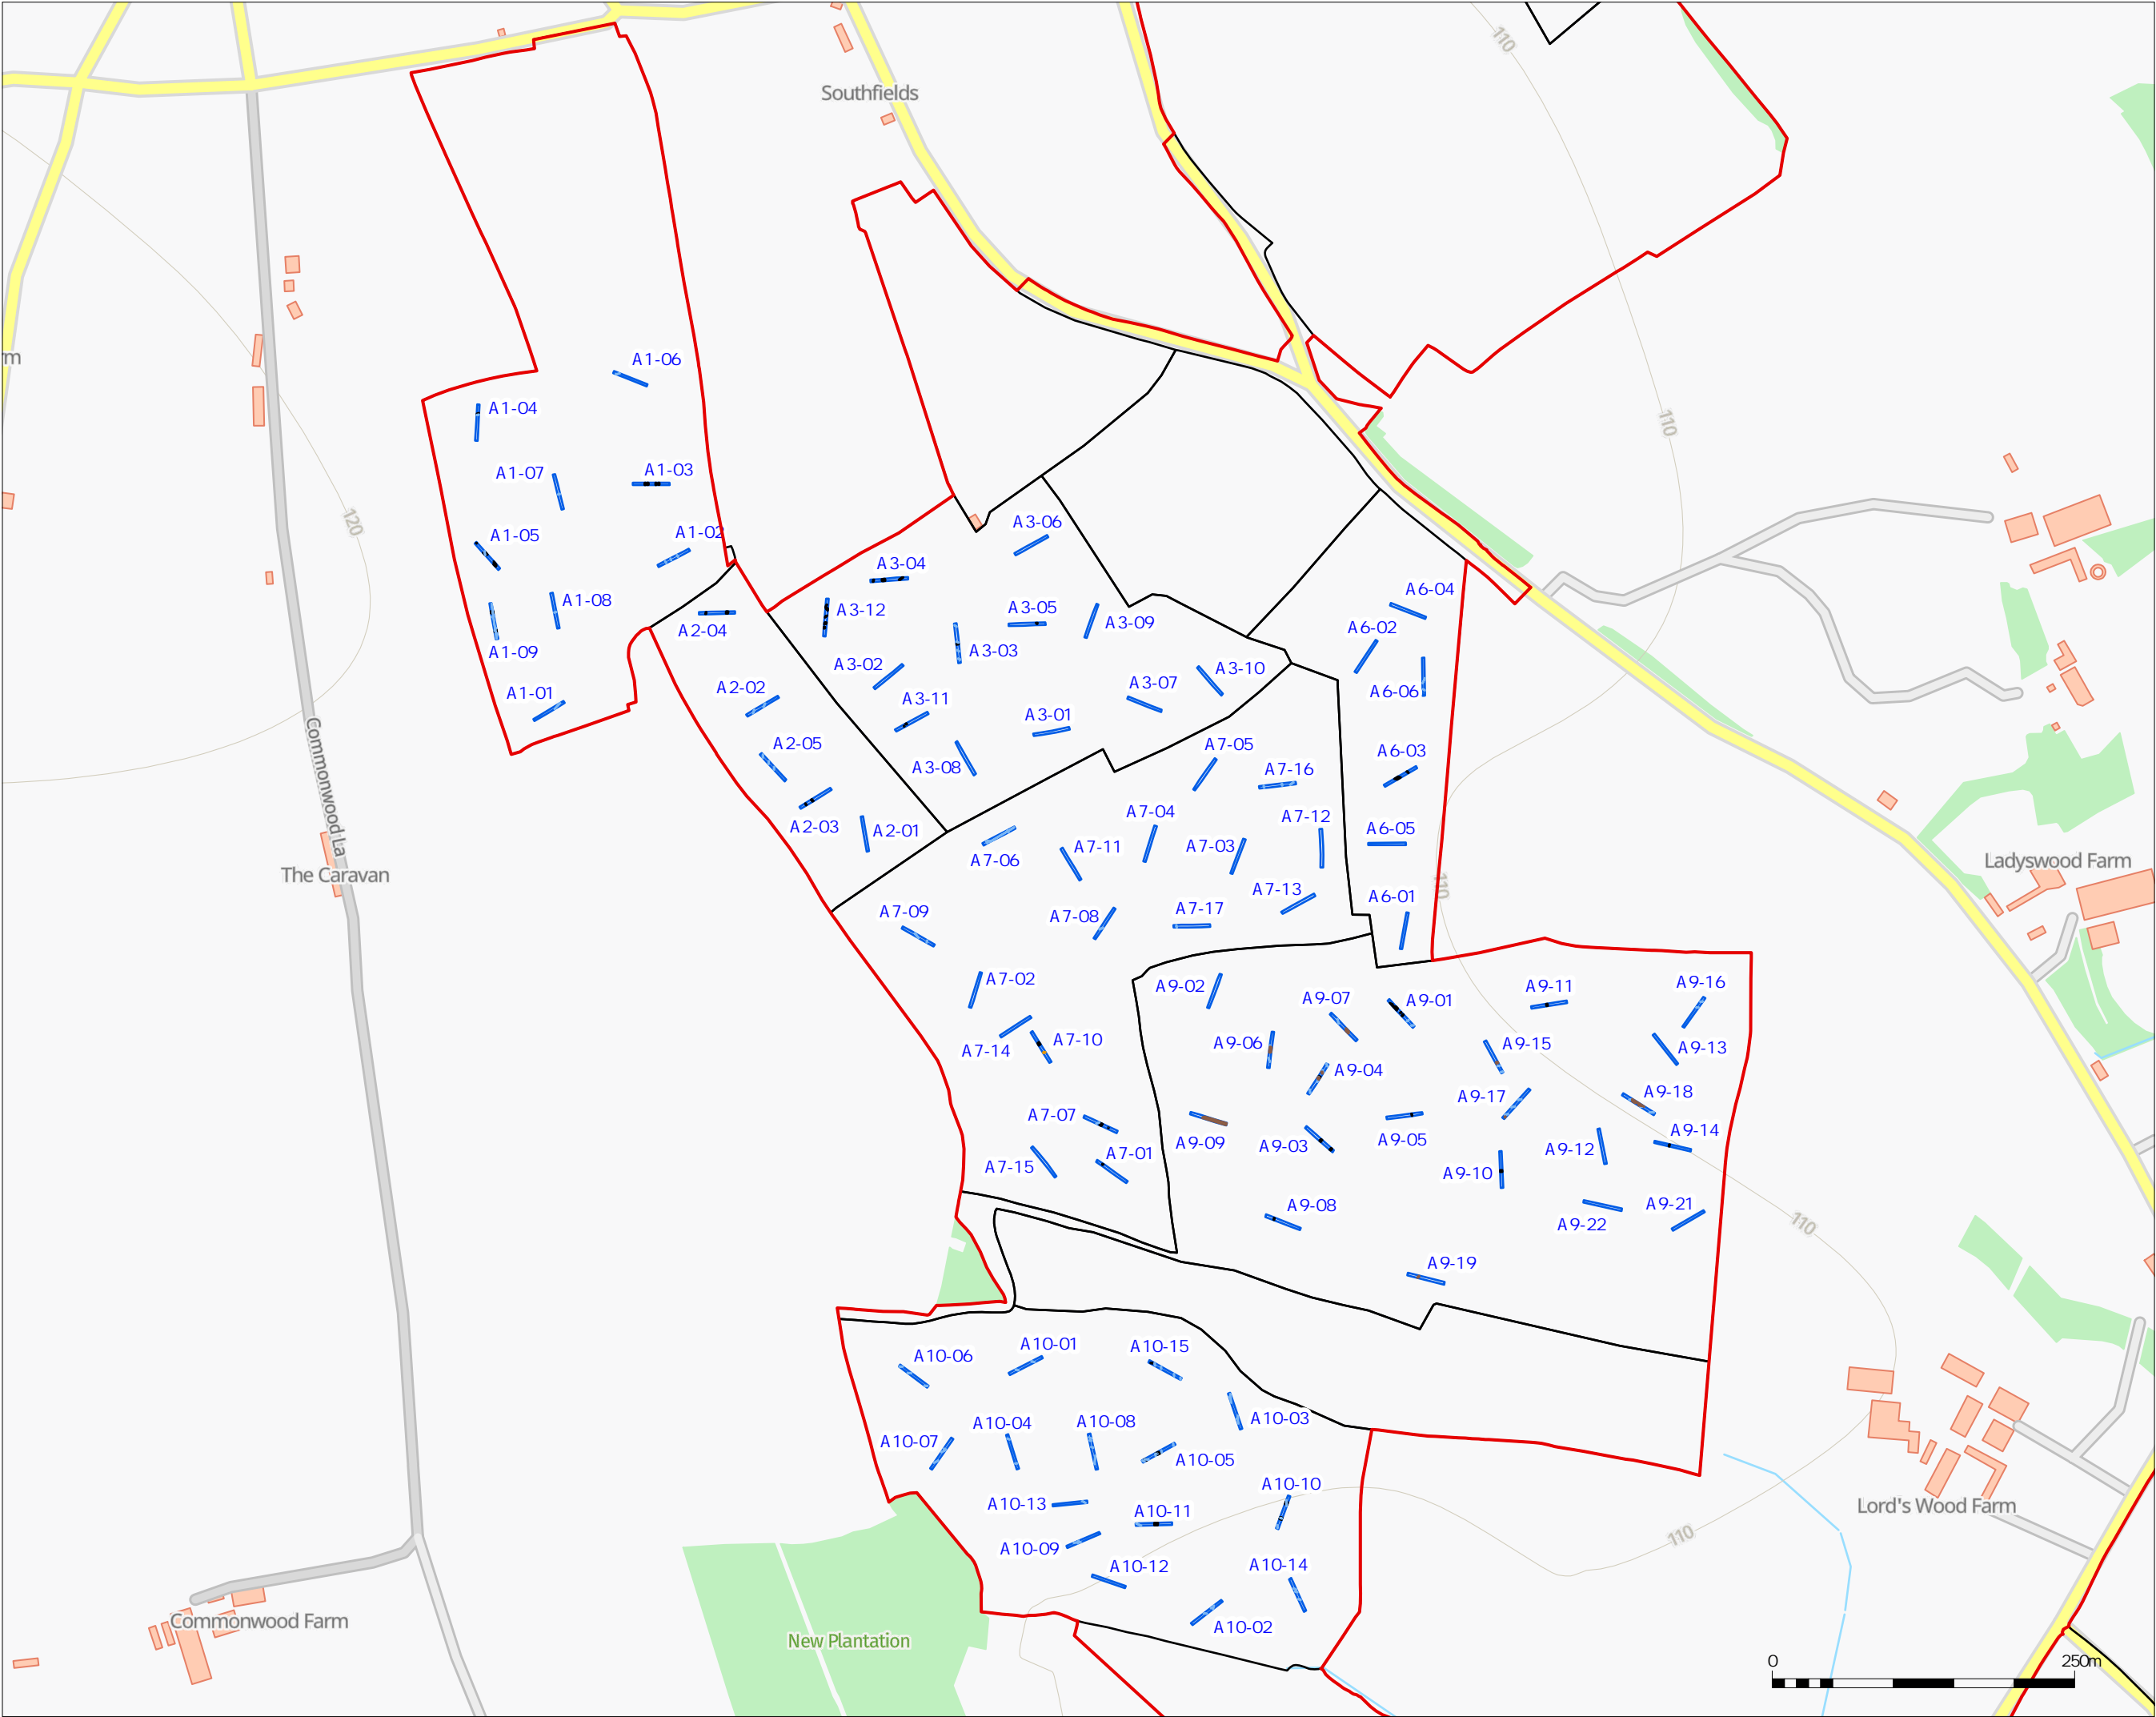 110
Southfields
rm
A1-06
A1-04
110
A1-07
A1-03
120
A3-06
A1-05
A1-02
A3-04
A6-04
A1-08
A3-12
A3-05
A3-09
A6-02
A2-04
A1-09
A3-03
A3-02
A3-10
A2-02
A3-07
A6-06
A1-01
A3-11
A3-01
A2-05
A7-05
A6-03
A3-08
A7-16
Commonwood La
A7-04
A7-12
A2-03
A2-01
A6-05
A7-06
A7-11
A7-03
Ladyswood Farm
The Caravan
110
A7-13
A6-01
A7-09
A7-08
A7-17
A7-02
A9-02
A9-07
A9-01
A9-11
A9-16
A7-14
A7-10
A9-06
A9-15
A9-13
A9-04
A9-17
A9-18
A7-07
A9-09
A9-03
A9-05
A9-14
A7-15
A7-01
A9-12
A9-10
A9-08
A9-22
A9-21
110
A9-19
A10-06
A10-01
A10-15
A10-07
A10-04
A10-08
A10-03
A10-05
A10-10
A10-13
A10-11
Lord's Wood Farm
110
A10-09
A10-12
A10-14
Commonwood Farm
New Plantation
A10-02
0 250m